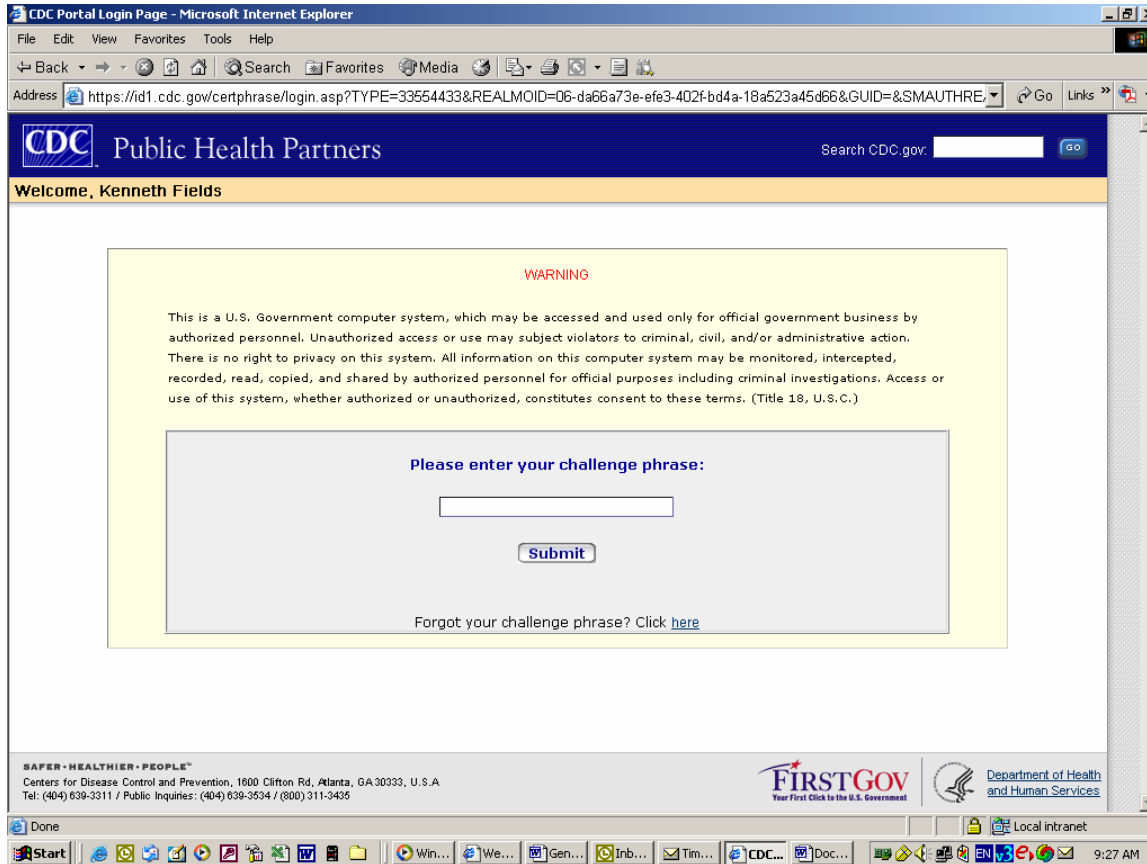 CDC Portal Login Page - Microsoft Internet Explorer
File Edit View Favorites Tools Help
Back Search Favorites Media
Address https://id1.cdc.gov/certphrase/login.asp?TYPE=33554433&REALMOID=06-da66a73e-efe3-402f-bd4a-18a523a45d66&GUID=&SMAUTHRE Go Links »
CDC Public Health Partners Search CDC.gov: GO
Welcome, Kenneth Fields
WARNING
This is a U.S. Government computer system, which may be accessed and used only for official government business by
authorized personnel. Unauthorized access or use may subject violators to criminal, civil, and/or administrative action.
There is no right to privacy on this system. All information on this computer system may be monitored, intercepted,
recorded, read, copied, and shared by authorized personnel for official purposes including criminal investigations. Access or
use of this system, whether authorized or unauthorized, constitutes consent to these terms. (Title 18, U.S.C.)
Please enter your challenge phrase:
Submit
Forgot your challenge phrase? Click here
SAFER·HEALTHIER·PEOPLE™
Centers for Disease Control and Prevention, 1600 Clifton Rd, Atlanta, GA 30333, U.S.A
Tel: (404) 639-3311 / Public Inquiries: (404) 639-3534 / (800) 311-3435
FIRSTGOV
Your First Click to the U.S. Government
Department of Health
and Human Services
Done Local intranet
Start Win... We... Gen... Inb... Tim... CDC... Doc... EN 9:27 AM